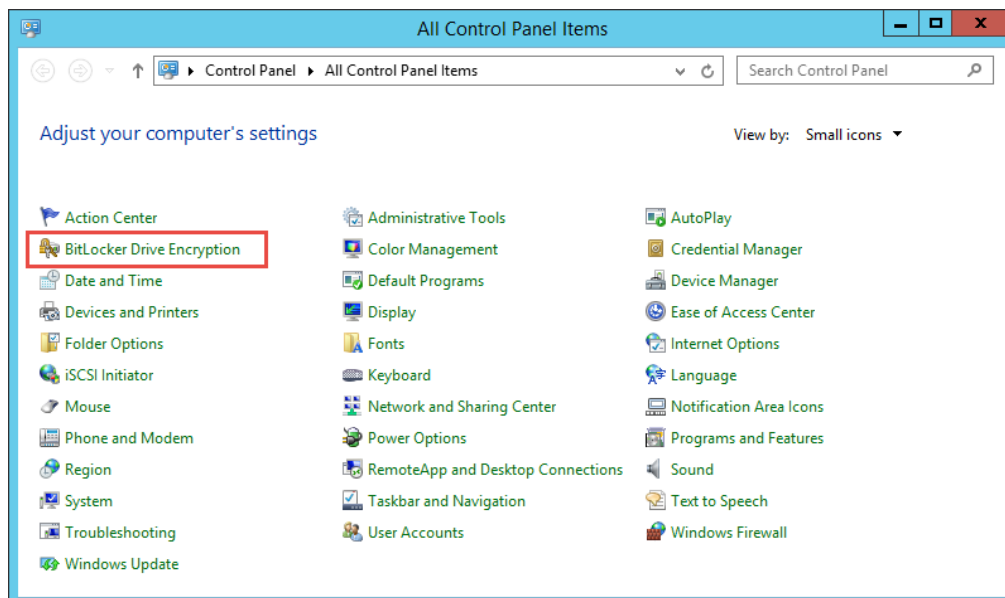 All Control Panel Items
Control Panel All Control Panel Items Search Control Panel
Adjust your computer's settings View by: Small icons
Action Center Administrative Tools AutoPlay
BitLocker Drive Encryption Color Management Credential Manager
Date and Time Default Programs Device Manager
Devices and Printers Display Ease of Access Center
Folder Options Fonts Internet Options
iSCSI Initiator Keyboard Language
Mouse Network and Sharing Center Notification Area Icons
Phone and Modem Power Options Programs and Features
Region RemoteApp and Desktop Connections Sound
System Taskbar and Navigation Text to Speech
Troubleshooting User Accounts Windows Firewall
Windows Update